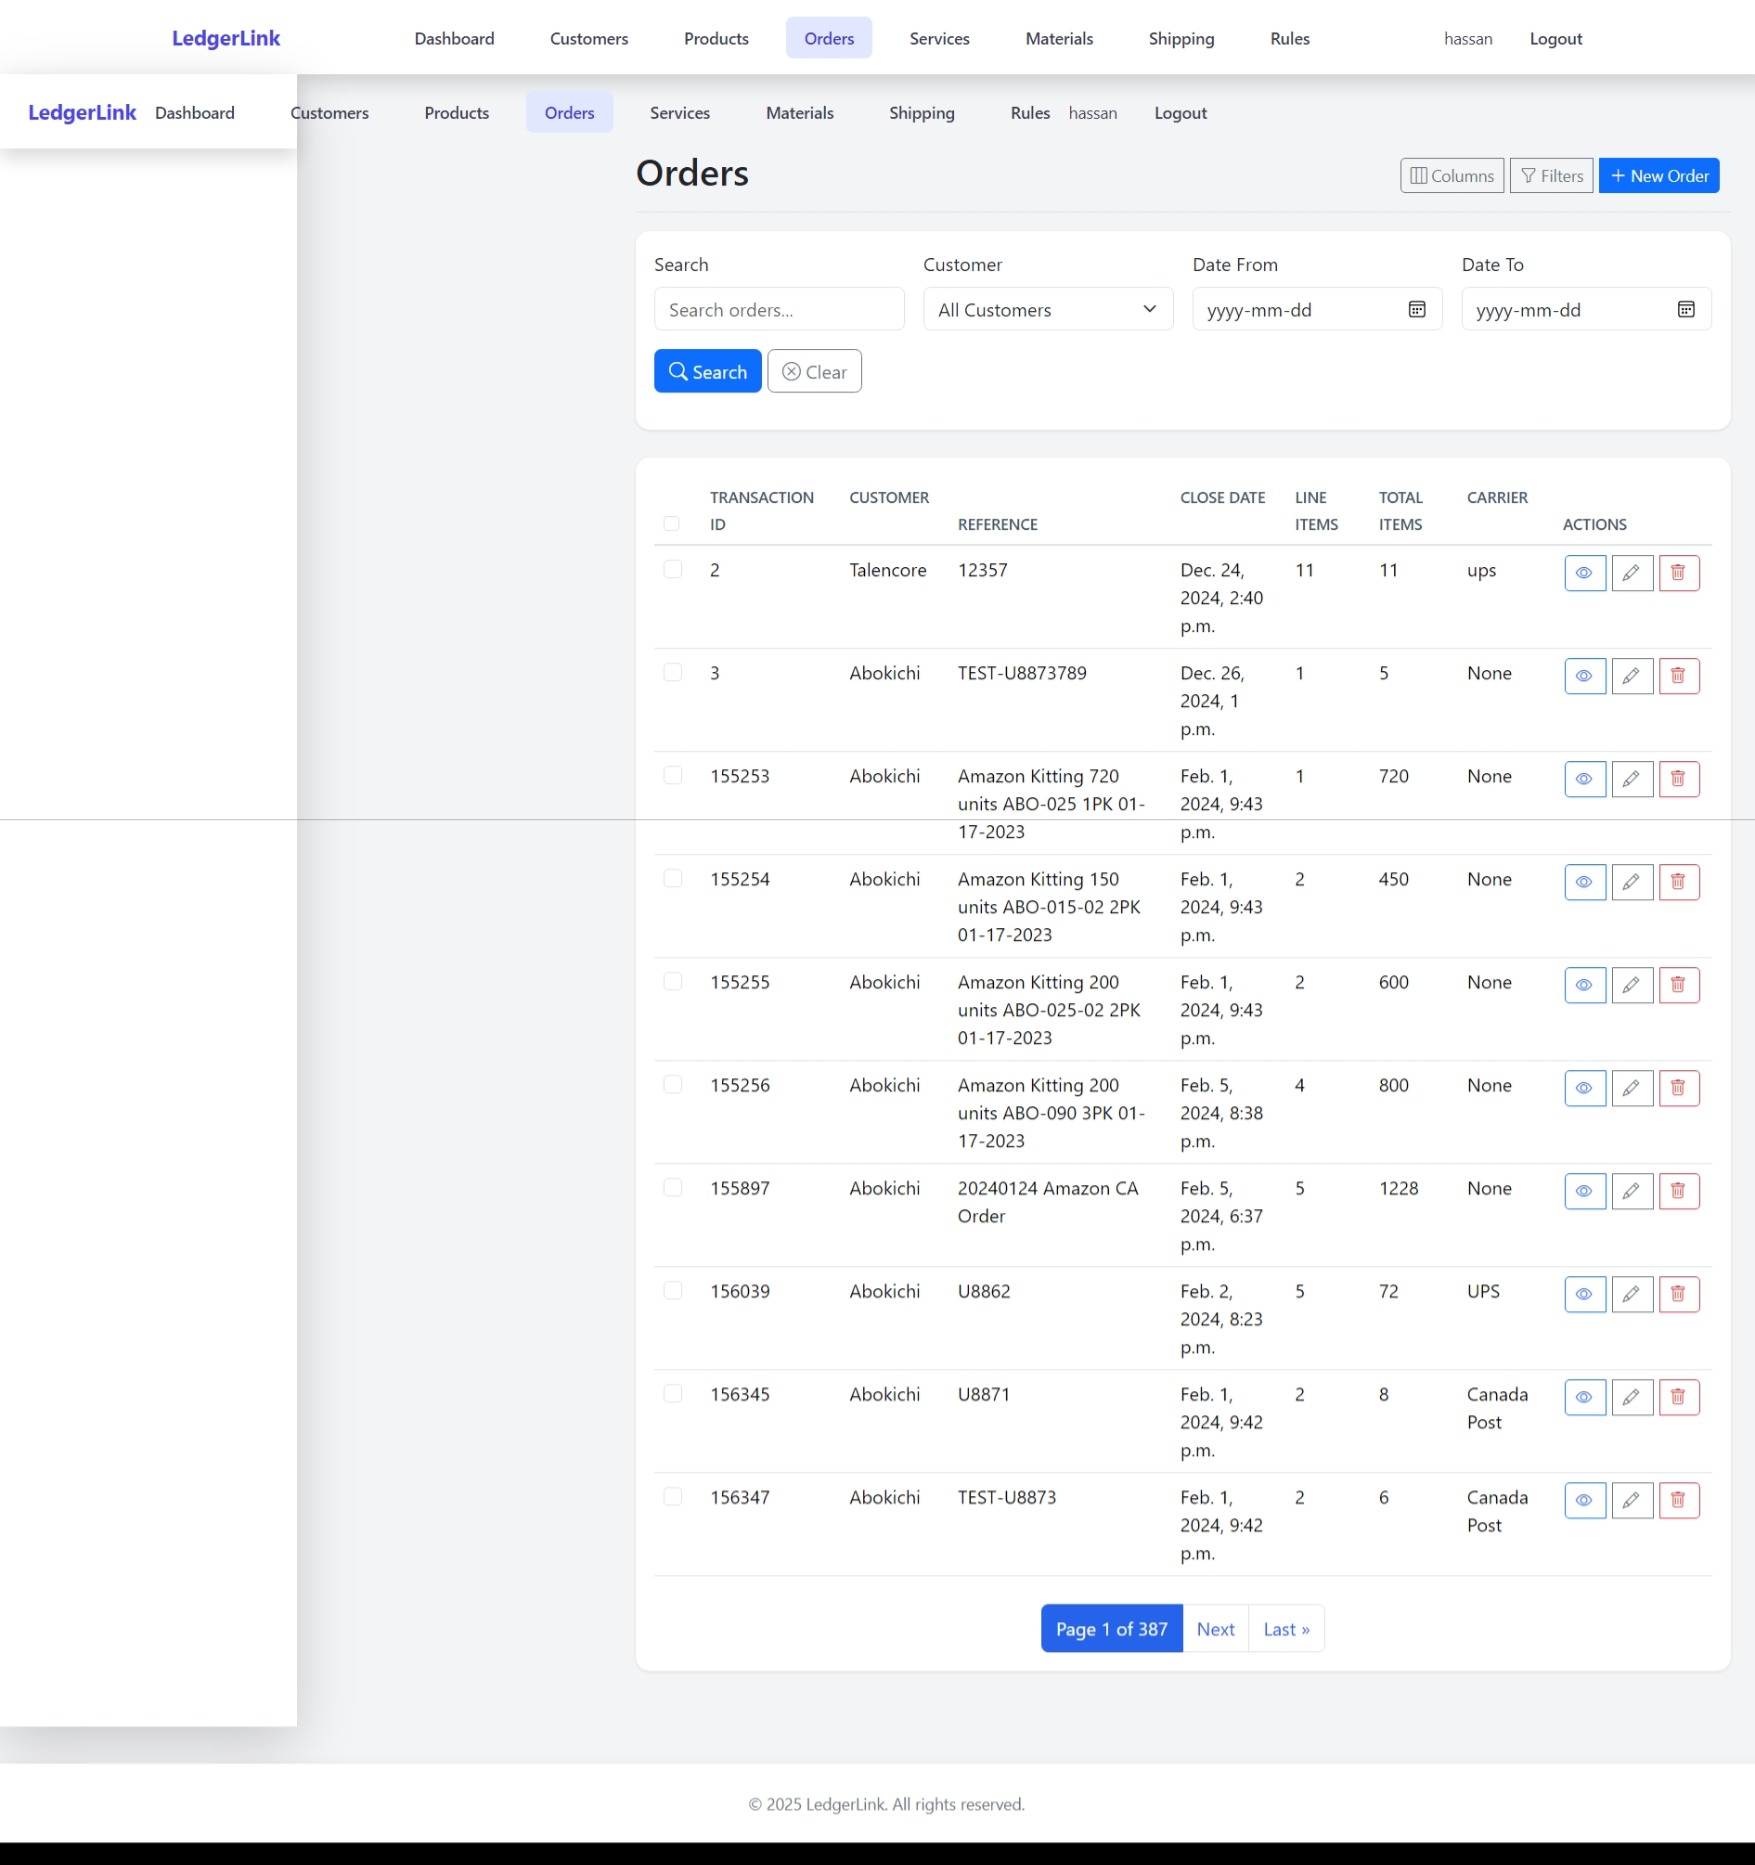 LedgerLink Dashboard Customers Products Orders Services Materials Shipping Rules hassan Logout
LedgerLink Dashboard Customers Products Orders Services Materials Shipping Rules hassan Logout
Orders
Columns Filters + New Order
Search Customer Date From Date To
Search orders... All Customers yyyy-mm-dd yyyy-mm-dd
Search Clear
TRANSACTION CUSTOMER CLOSE DATE LINE TOTAL CARRIER
ID REFERENCE ITEMS ITEMS ACTIONS
2 Talencore 12357 Dec. 24, 11 11 ups
2024, 2:40
p.m.
3 Abokichi TEST-U8873789 Dec. 26, 1 5 None
2024, 1
p.m.
155253 Abokichi Amazon Kitting 720 Feb. 1, 1 720 None
units ABO-025 1PK 01- 2024, 9:43
17-2023 p.m.
155254 Abokichi Amazon Kitting 150 Feb. 1, 2 450 None
units ABO-015-02 2PK 2024, 9:43
01-17-2023 p.m.
155255 Abokichi Amazon Kitting 200 Feb. 1, 2 600 None
units ABO-025-02 2PK 2024, 9:43
01-17-2023 p.m.
155256 Abokichi Amazon Kitting 200 Feb. 5, 4 800 None
units ABO-090 3PK 01- 2024, 8:38
17-2023 p.m.
155897 Abokichi 20240124 Amazon CA Feb. 5, 5 1228 None
Order 2024, 6:37
p.m.
156039 Abokichi U8862 Feb. 2, 5 72 UPS
2024, 8:23
p.m.
156345 Abokichi U8871 Feb. 1, 2 8 Canada
2024, 9:42 Post
p.m.
156347 Abokichi TEST-U8873 Feb. 1, 2 6 Canada
2024, 9:42 Post
p.m.
Page 1 of 387 Next Last »
© 2025 LedgerLink. All rights reserved.